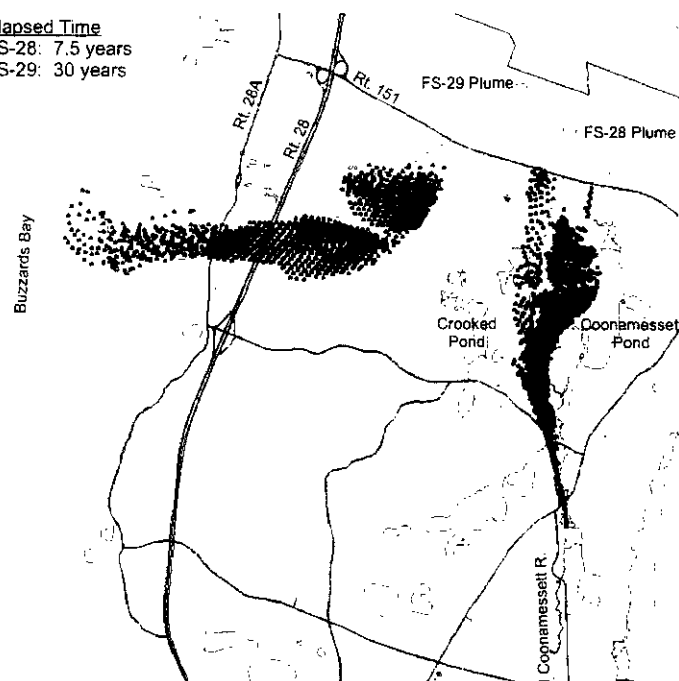 lapsed Time
S-28: 7.5 years
S-29: 30 years
Rt. 28A
Rt. 28
Rt. 151
FS-29 Plume
FS-28 Plume
Buzzards Bay
Crooked
Pond
Coonamesset
Pond
Coonamessett R.